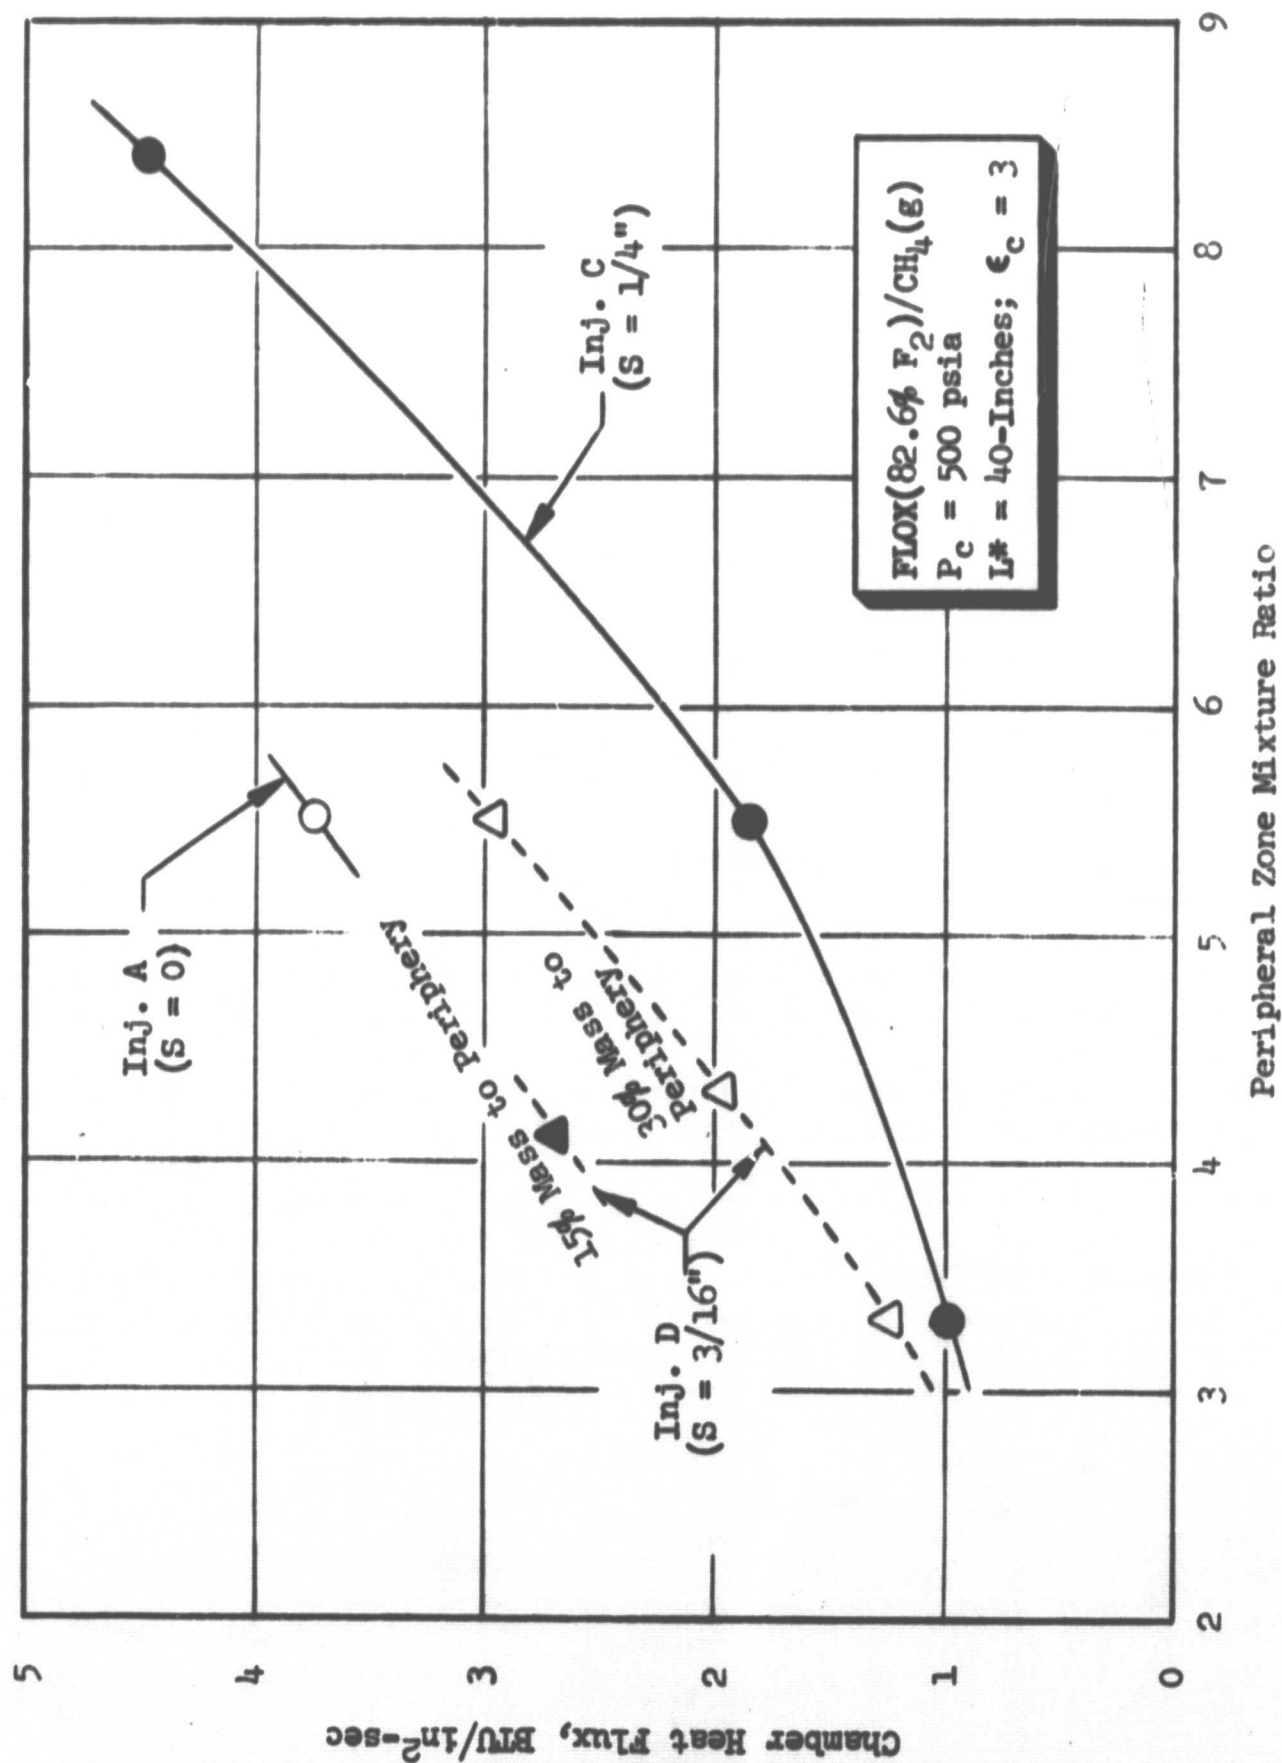 Chamber Heat Flux, BTU/in²-sec
5
4
3
2
1
0
2
3
4
5
6
7
8
9
Peripheral Zone Mixture Ratio
Inj. A
(S = 0)
15% Mass to Periphery
30% Mass to
Periphery
Inj. D
(S = 3/16")
Inj. C
(S = 1/4")
FLOX(82.6% F₂)/CH₄(g)
P_c = 500 psia
L* = 40-Inches; ϵ_c = 3